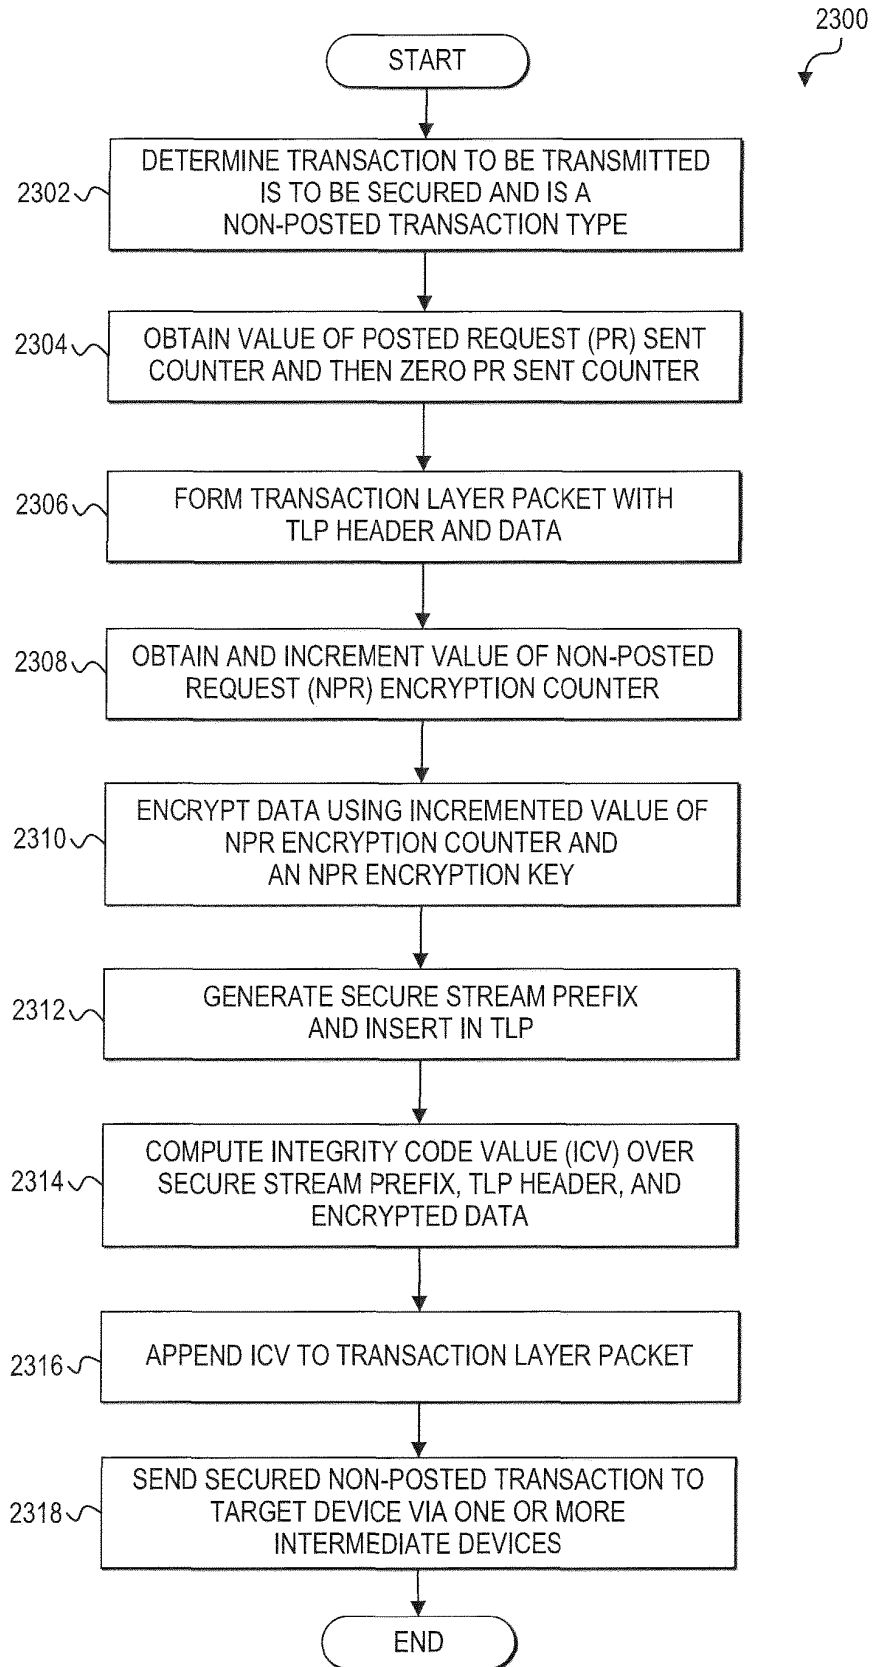 2300
START
2302
DETERMINE TRANSACTION TO BE TRANSMITTED
IS TO BE SECURED AND IS A
NON-POSTED TRANSACTION TYPE
2304
OBTAIN VALUE OF POSTED REQUEST (PR) SENT
COUNTER AND THEN ZERO PR SENT COUNTER
2306
FORM TRANSACTION LAYER PACKET WITH
TLP HEADER AND DATA
2308
OBTAIN AND INCREMENT VALUE OF NON-POSTED
REQUEST (NPR) ENCRYPTION COUNTER
2310
ENCRYPT DATA USING INCREMENTED VALUE OF
NPR ENCRYPTION COUNTER AND
AN NPR ENCRYPTION KEY
2312
GENERATE SECURE STREAM PREFIX
AND INSERT IN TLP
2314
COMPUTE INTEGRITY CODE VALUE (ICV) OVER
SECURE STREAM PREFIX, TLP HEADER, AND
ENCRYPTED DATA
2316
APPEND ICV TO TRANSACTION LAYER PACKET
2318
SEND SECURED NON-POSTED TRANSACTION TO
TARGET DEVICE VIA ONE OR MORE
INTERMEDIATE DEVICES
END